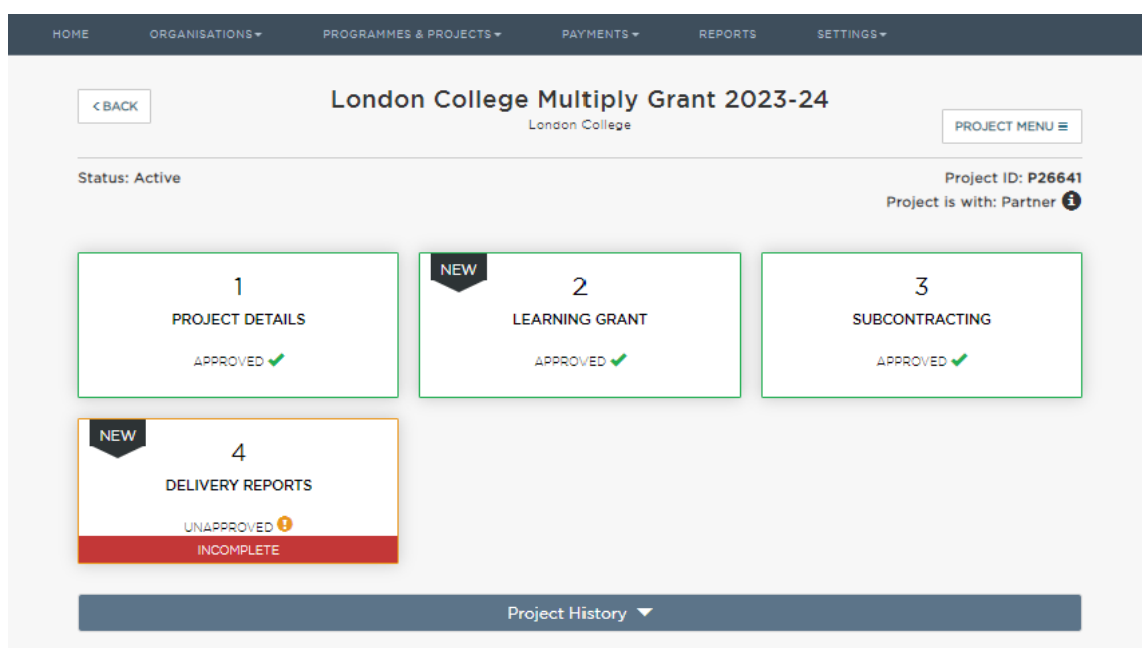 HOME ORGANISATIONS PROGRAMMES & PROJECTS PAYMENTS REPORTS SETTINGS
< BACK
London College Multiply Grant 2023-24
London College
PROJECT MENU
Status: Active
Project ID: P26641
Project is with: Partner
1
PROJECT DETAILS
APPROVED
NEW
2
LEARNING GRANT
APPROVED
3
SUBCONTRACTING
APPROVED
NEW
4
DELIVERY REPORTS
UNAPPROVED
INCOMPLETE
Project History